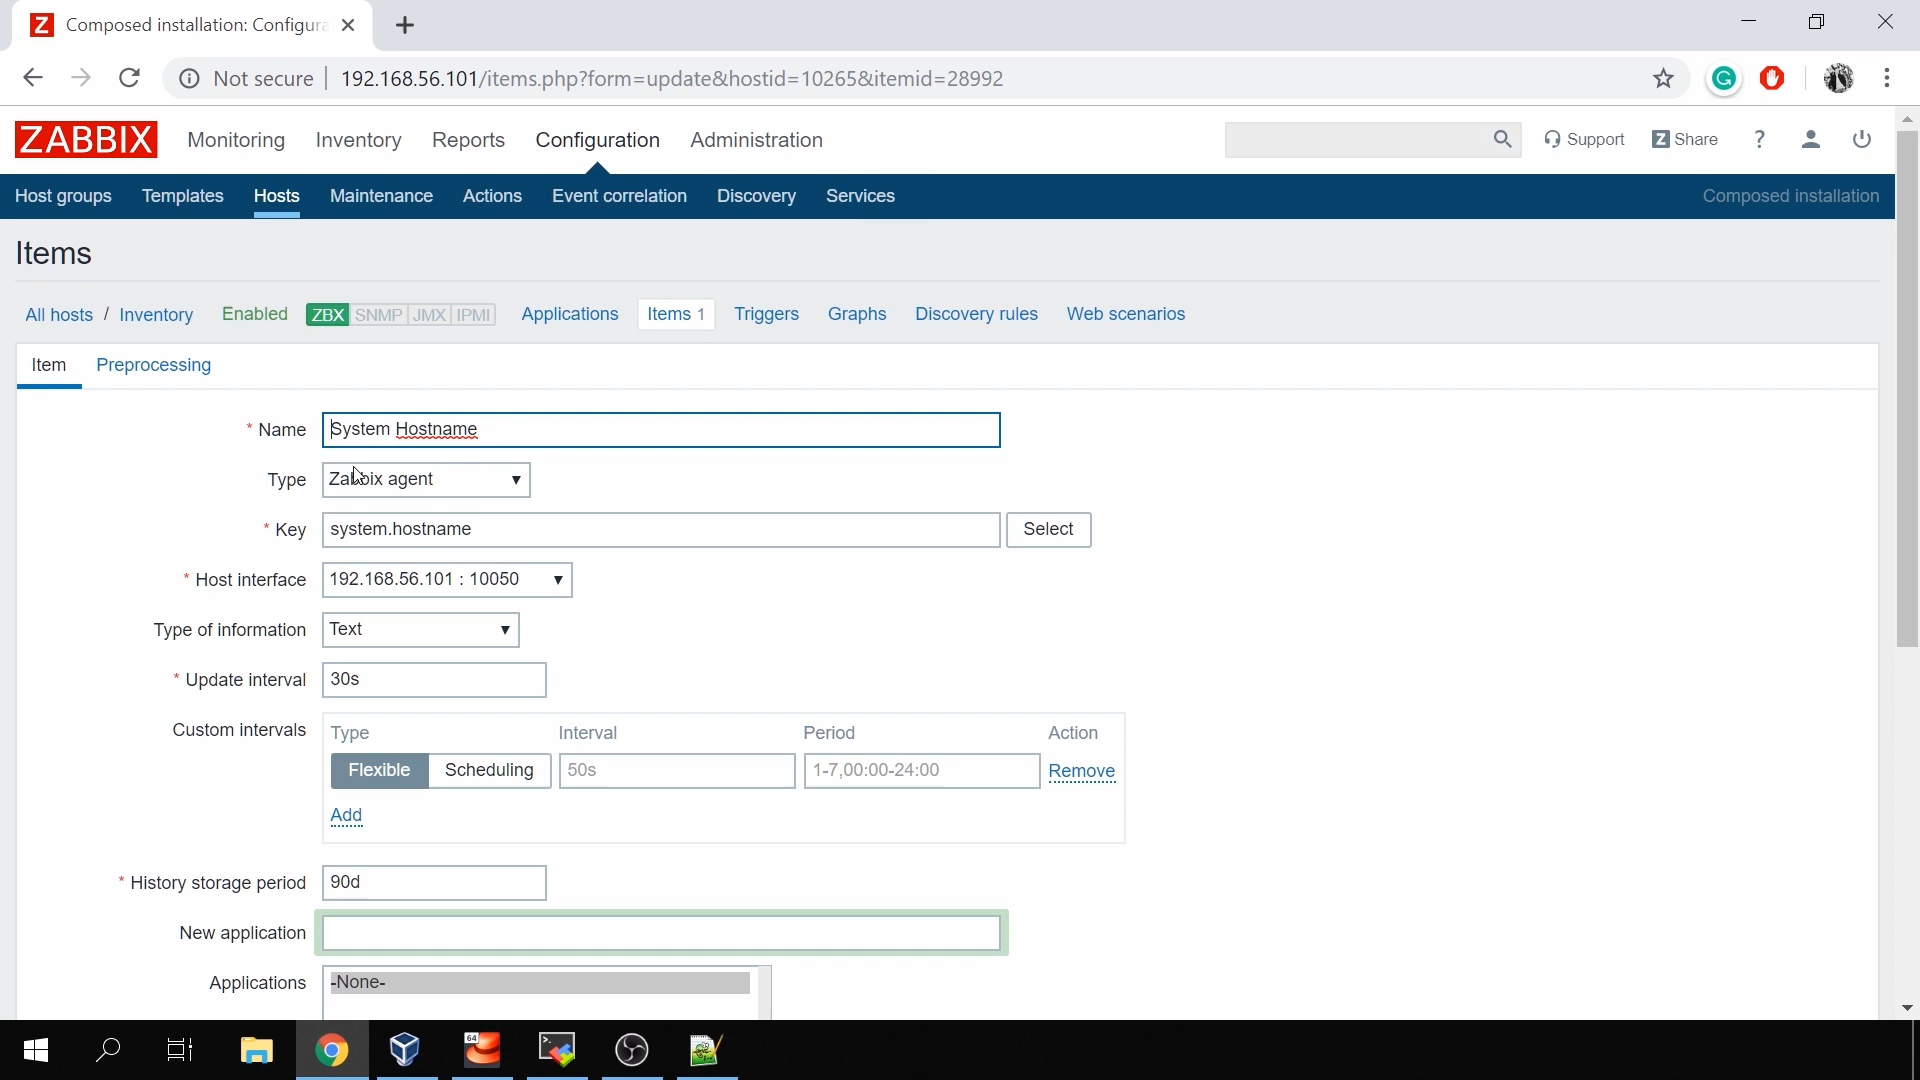 Z Composed installation: Configura
Not secure | 192.168.56.101/items.php?form=update&hostid=10265&itemid=28992
ZABBIX Monitoring Inventory Reports Configuration Administration Support Z Share ?
Host groups Templates Hosts Maintenance Actions Event correlation Discovery Services Composed installation
Items
All hosts / Inventory Enabled ZBX SNMP JMX IPMI Applications Items 1 Triggers Graphs Discovery rules Web scenarios
Item Preprocessing
* Name System Hostname
Type Zabbix agent
* Key system.hostname Select
* Host interface 192.168.56.101 : 10050
Type of information Text
* Update interval 30s
Custom intervals Type Interval Period Action
Flexible Scheduling 50s 1-7,00:00-24:00 Remove
Add
* History storage period 90d
New application
Applications -None-
64